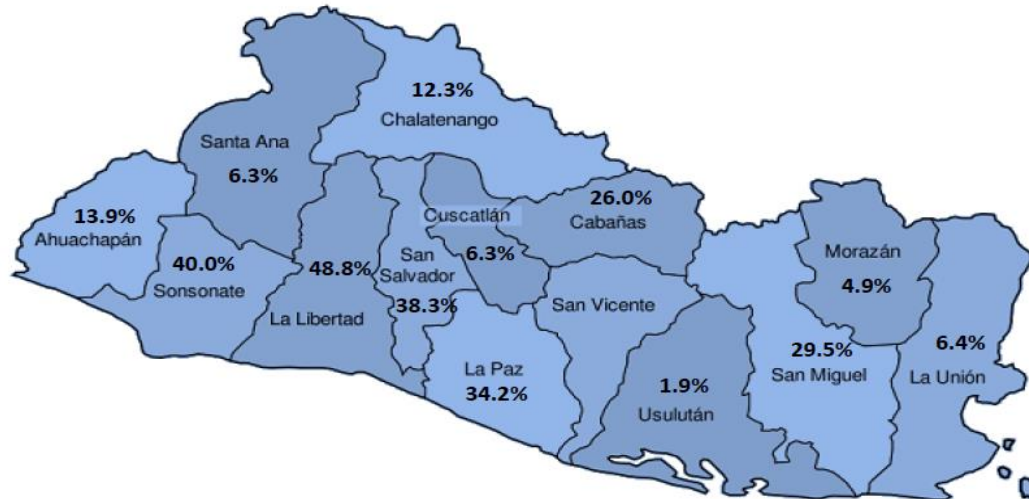 12.3%
Chalatenango
Santa Ana
6.3%
13.9%
Ahuachapán
26.0%
Cabañas
Cuscatlán
6.3%
40.0%
Sonsonate
48.8%
La Libertad
San
Salvador
38.3%
San Vicente
Morazán
4.9%
La Paz
34.2%
1.9%
Usulután
29.5%
San Miguel
6.4%
La Unión